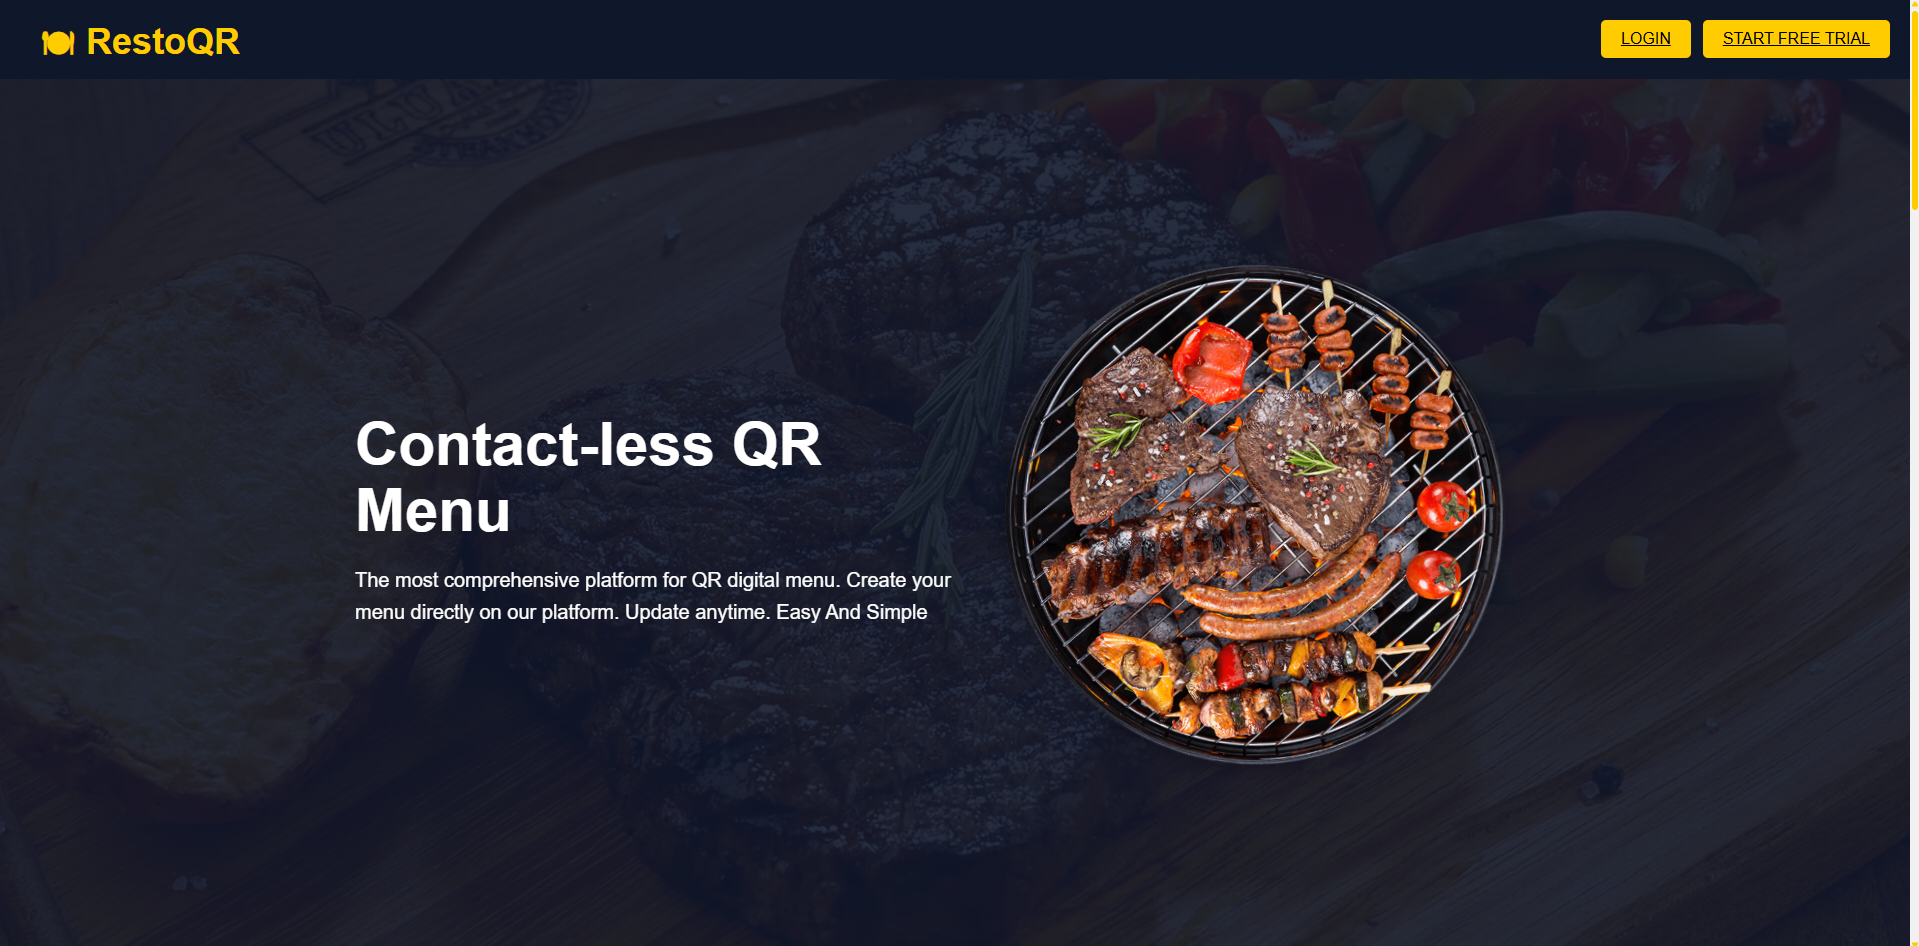 RestoQR
LOGIN
START FREE TRIAL
Contact-less QR
Menu
The most comprehensive platform for QR digital menu. Create your
menu directly on our platform. Update anytime. Easy And Simple